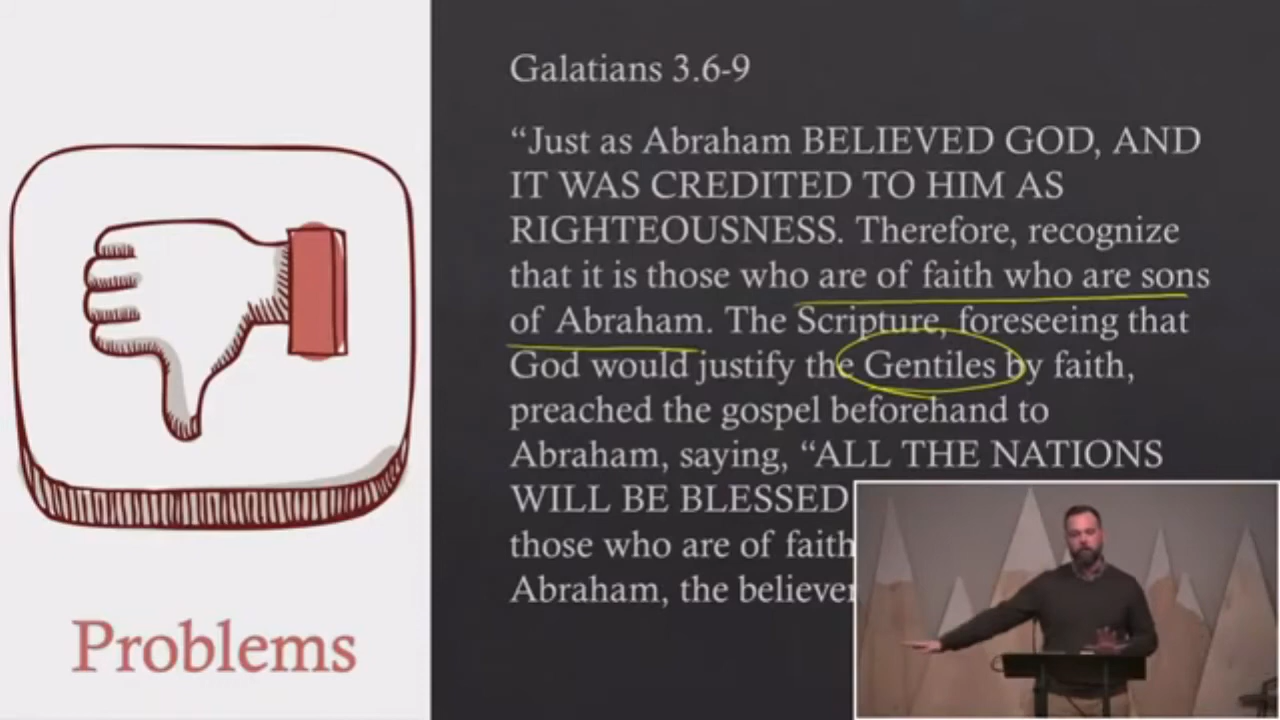 Galatians 3.6-9
“Just as Abraham BELIEVED GOD, AND
IT WAS CREDITED TO HIM AS
RIGHTEOUSNESS. Therefore, recognize
that it is those who are of faith who are sons
of Abraham. The Scripture, foreseeing that
God would justify the Gentiles by faith,
preached the gospel beforehand to
Abraham, saying, “ALL THE NATIONS
WILL BE BLESSED
those who are of faith
Abraham, the believer
Problems